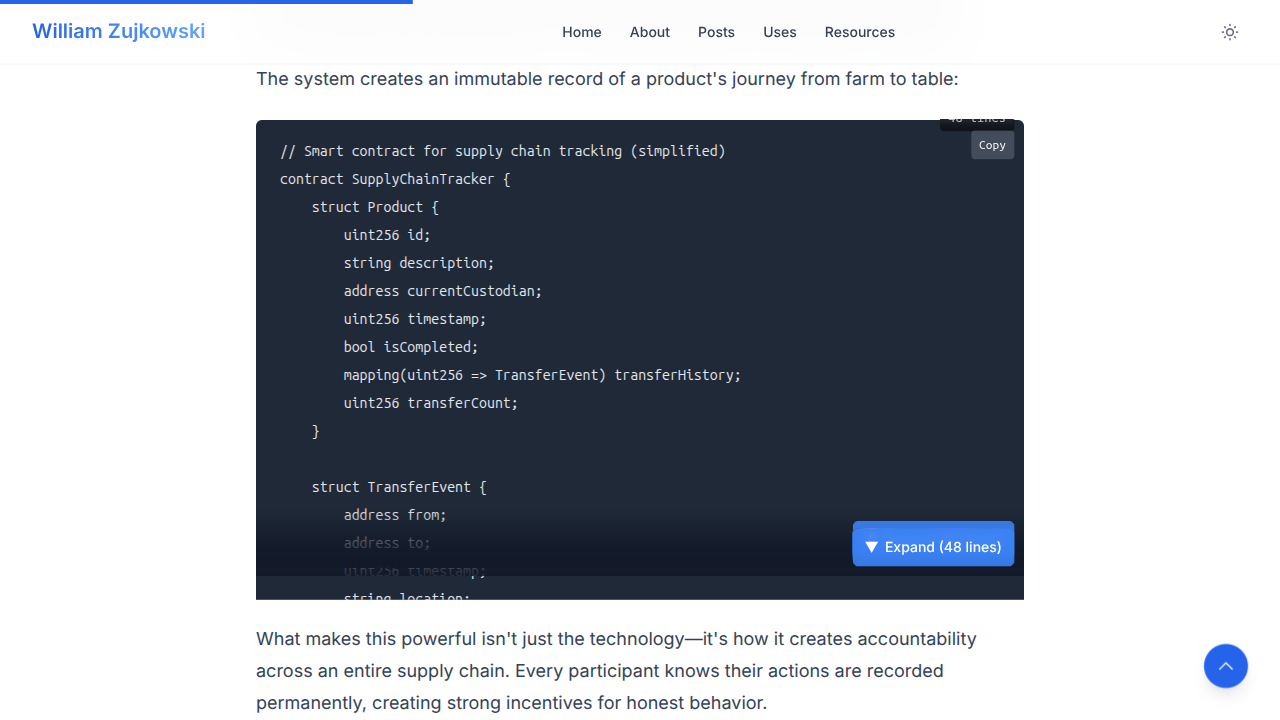 William Zujkowski
Home About Posts Uses Resources
The system creates an immutable record of a product's journey from farm to table:
48 lines
Copy
// Smart contract for supply chain tracking (simplified)
contract SupplyChainTracker {
    struct Product {
        uint256 id;
        string description;
        address currentCustodian;
        uint256 timestamp;
        bool isCompleted;
        mapping(uint256 => TransferEvent) transferHistory;
        uint256 transferCount;
    }
    struct TransferEvent {
        address from;
        address to;
        uint256 timestamp;
        string location;
▼ Expand (48 lines)
What makes this powerful isn't just the technology—it's how it creates accountability
across an entire supply chain. Every participant knows their actions are recorded
permanently, creating strong incentives for honest behavior.